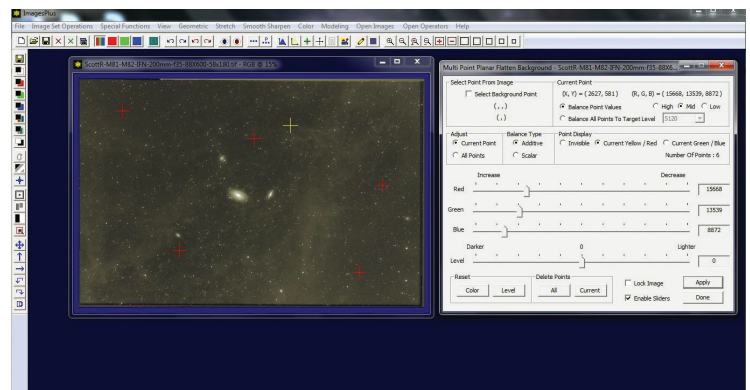 ImagesPlus
File Image Set Operations Special Functions View Geometric Stretch Smooth Sharpen Color Modeling Open Images Open Operators Help
ScottR-M81-M82-IFN-200mm-f35-88X600-58x180.tif - RGB @ 15%
Multi Point Planar Flatten Background - ScottR-M81-M82-IFN-200mm-f35-88X6...
Select Point From Image
Select Background Point
( , , )
( , )
Current Point
(X, Y) = ( 2627, 581 ) (R, G, B) = ( 15668, 13539, 8872 )
Balance Point Values High Mid Low
Balance All Points To Target Level 5120
Adjust
Current Point
All Points
Balance Type
Additive
Scalar
Point Display
Invisible Current Yellow / Red Current Green / Blue
Number Of Points : 6
Increase Decrease
Red 15668
Green 13539
Blue 8872
Darker 0 Lighter
Level 0
Reset
Color Level
Delete Points
All Current
Lock Image
Enable Sliders
Apply
Done